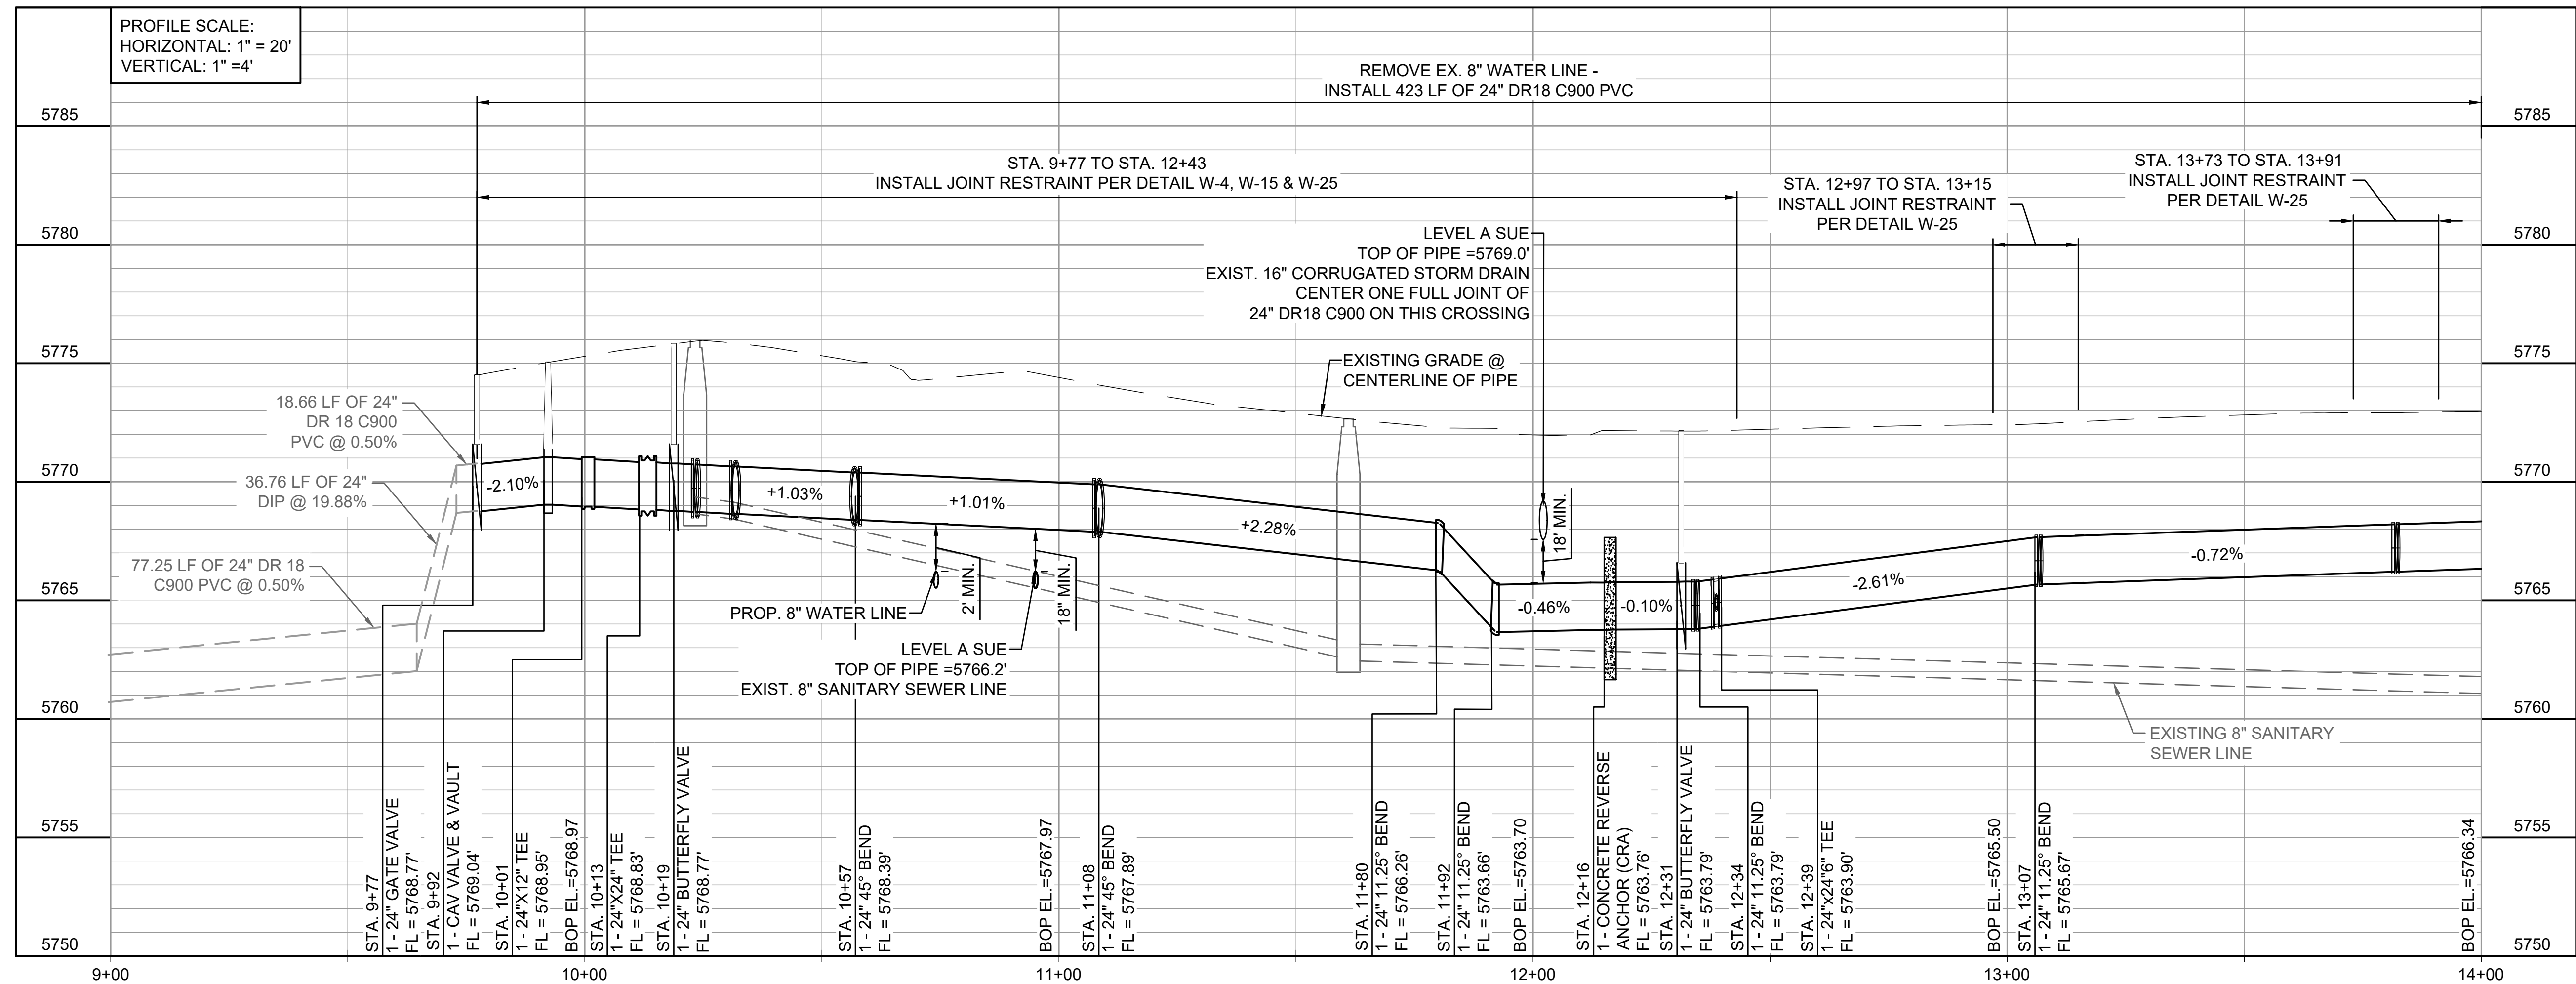 PROFILE SCALE:
HORIZONTAL: 1" = 20'
VERTICAL: 1" =4'
REMOVE EX. 8" WATER LINE -
INSTALL 423 LF OF 24" DR18 C900 PVC
5785
5785
STA. 9+77 TO STA. 12+43
INSTALL JOINT RESTRAINT PER DETAIL W-4, W-15 & W-25
STA. 12+97 TO STA. 13+15
INSTALL JOINT RESTRAINT
PER DETAIL W-25
STA. 13+73 TO STA. 13+91
INSTALL JOINT RESTRAINT
PER DETAIL W-25
5780
5780
LEVEL A SUE
TOP OF PIPE =5769.0'
EXIST. 16" CORRUGATED STORM DRAIN
CENTER ONE FULL JOINT OF
24" DR18 C900 ON THIS CROSSING
5775
5775
EXISTING GRADE @
CENTERLINE OF PIPE
18.66 LF OF 24"
DR 18 C900
PVC @ 0.50%
36.76 LF OF 24"
DIP @ 19.88%
77.25 LF OF 24" DR 18
C900 PVC @ 0.50%
5770
5770
-2.10%
+1.03%
+1.01%
+2.28%
-0.46%
-0.10%
-2.61%
-0.72%
18' MIN.
2' MIN.
18" MIN.
5765
5765
PROP. 8" WATER LINE
LEVEL A SUE
TOP OF PIPE =5766.2'
EXIST. 8" SANITARY SEWER LINE
5760
5760
EXISTING 8" SANITARY
SEWER LINE
5755
5755
5750
5750
STA. 9+77
1 - 24" GATE VALVE
FL = 5768.77'
STA. 9+92
1 - CAV VALVE & VAULT
FL = 5769.04'
STA. 10+01
1 - 24"X12" TEE
FL = 5768.95'
BOP EL.=5768.97
STA. 10+13
1 - 24"X24" TEE
FL = 5768.83'
STA. 10+19
1 - 24" BUTTERFLY VALVE
FL = 5768.77'
STA. 10+57
1 - 24" 45° BEND
FL = 5768.39'
BOP EL.=5767.97
STA. 11+08
1 - 24" 45° BEND
FL = 5767.89'
STA. 11+80
1 - 24" 11.25° BEND
FL = 5766.26'
STA. 11+92
1 - 24" 11.25° BEND
FL = 5763.66'
BOP EL.=5763.70
STA. 12+16
1 - CONCRETE REVERSE
ANCHOR (CRA)
FL = 5763.76'
STA. 12+31
1 - 24" BUTTERFLY VALVE
FL = 5763.79'
STA. 12+34
1 - 24" 11.25° BEND
FL = 5763.79'
STA. 12+39
1 - 24"x24"6" TEE
FL = 5763.90'
BOP EL.=5765.50
STA. 13+07
1 - 24" 11.25° BEND
FL = 5765.67'
BOP EL.=5766.34
9+00
10+00
11+00
12+00
13+00
14+00